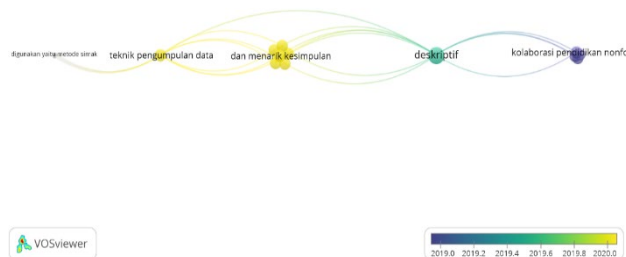 digunakan yaitu metode simak
teknik pengumpulan data
dan menarik kesimpulan
deskriptif
kolaborasi pendidikan nonfo
VOSviewer
2019.0 2019.2 2019.4 2019.6 2019.8 2020.0